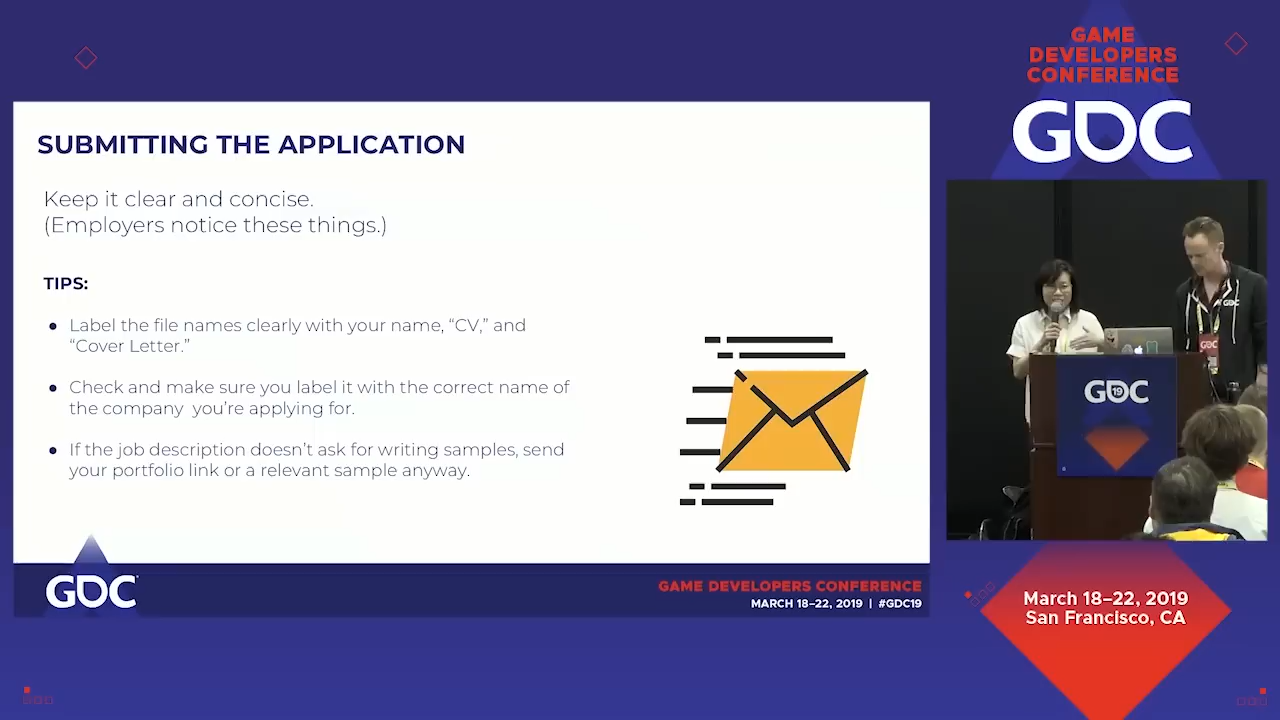 GAME
DEVELOPERS
CONFERENCE
GDC
SUBMITTING THE APPLICATION
Keep it clear and concise.
(Employers notice these things.)
TIPS:
● Label the file names clearly with your name, “CV,” and
“Cover Letter.”
● Check and make sure you label it with the correct name of
the company you’re applying for.
● If the job description doesn’t ask for writing samples, send
your portfolio link or a relevant sample anyway.
GDC
GAME DEVELOPERS CONFERENCE
MARCH 18–22, 2019 | #GDC19
GDC
GDC
GDC
19
March 18–22, 2019
San Francisco, CA